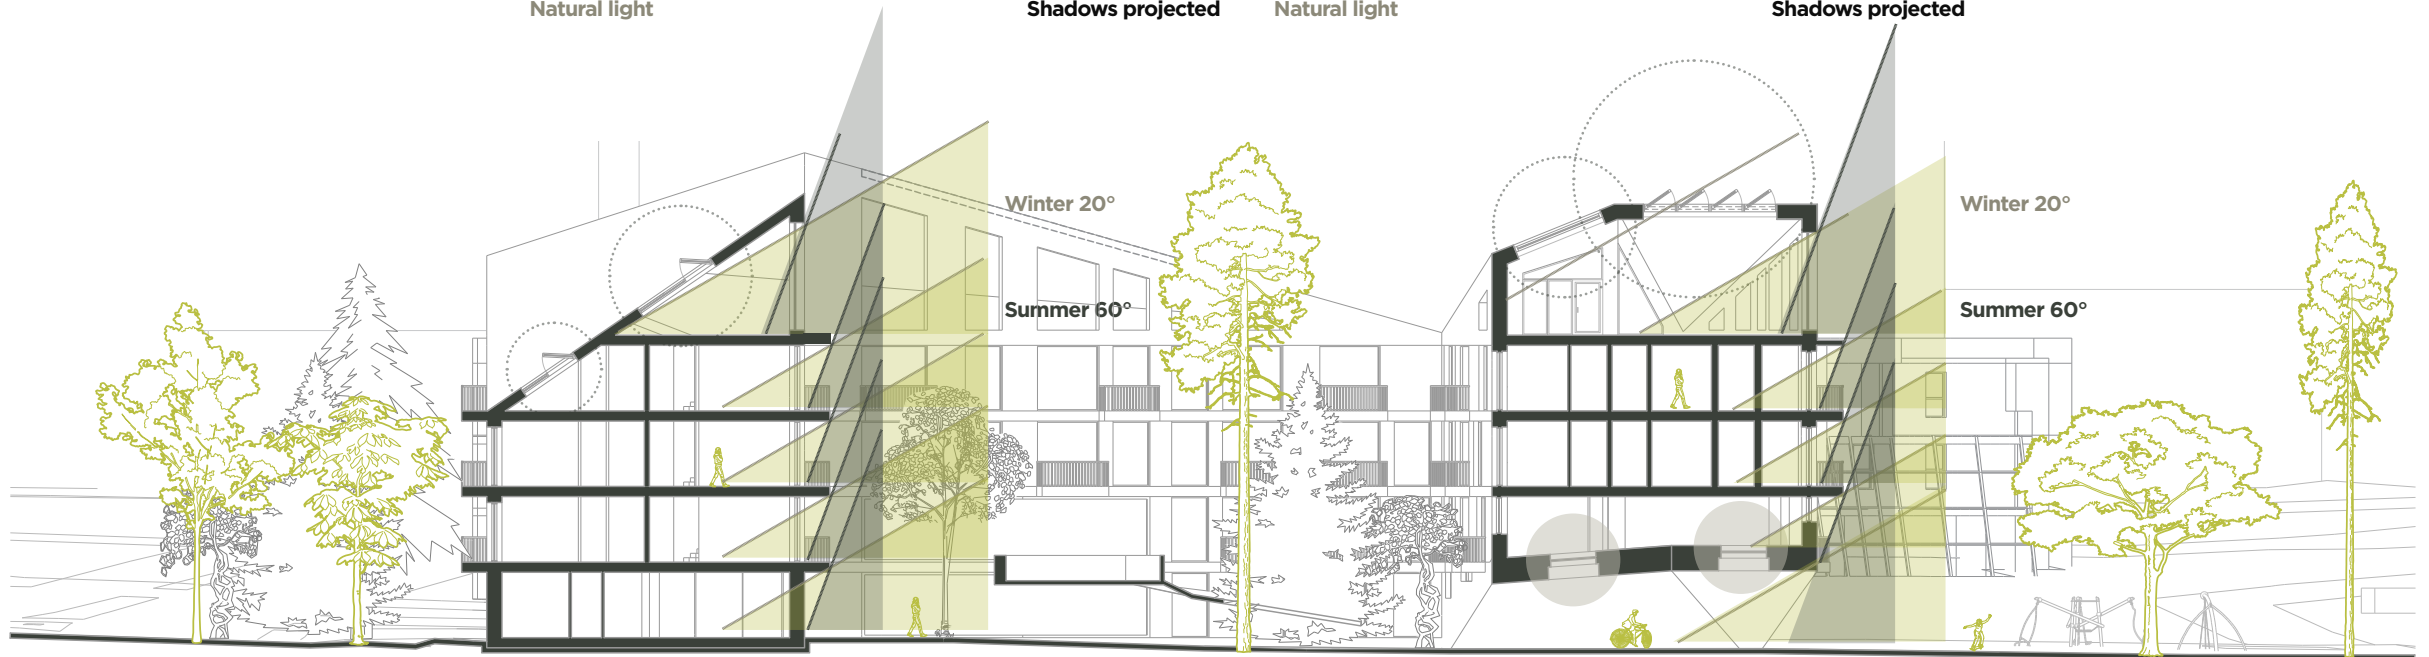 Natural light
Shadows projected
Natural light
Shadows projected
Winter 20°
Winter 20°
Summer 60°
Summer 60°